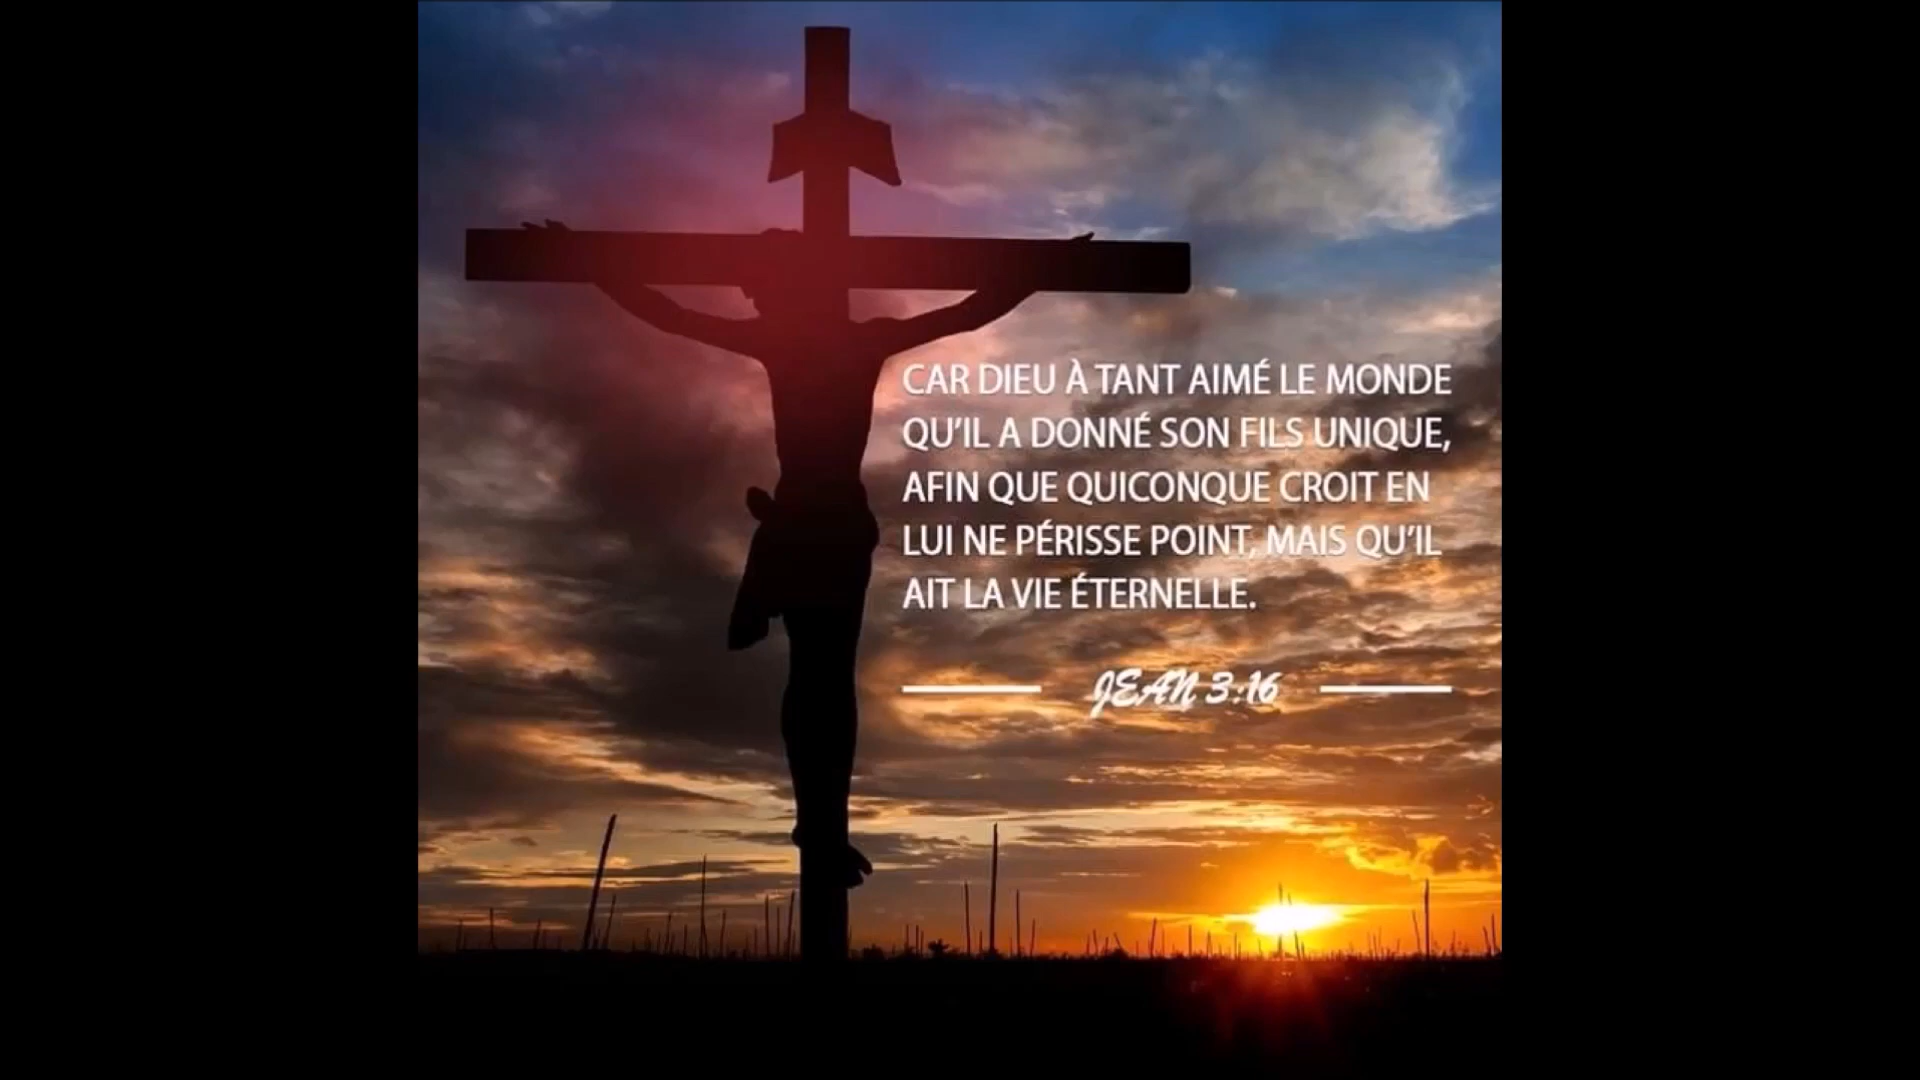 CAR DIEU À TANT AIMÉ LE MONDE
QU'IL A DONNÉ SON FILS UNIQUE,
AFIN QUE QUICONQUE CROIT EN
LUI NE PÉRISSE POINT, MAIS QU'IL
AIT LA VIE ÉTERNELLE.
JEAN 3:16